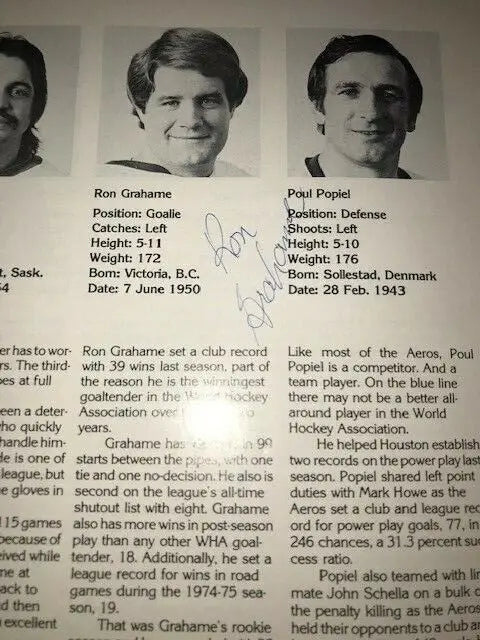 t, Sask.
54
er has to wor-
rs. The third-
oes at full
een a deter-
ho quickly
handle him-
de is one of
league, but
e gloves in
115 games
because of
eived while
me at
ack to
d then
n excellent
Ron Grahame
Position: Goalie
Catches: Left
Height: 5-11
Weight: 172
Born: Victoria, B.C.
Date: 7 June 1950
Ron Grahame
Ron Grahame set a club record
with 39 wins last season, part of
the reason he is the winningest
goaltender in the World Hockey
Association over
years.
Grahame has in 99
starts between the pipes, with one
tie and one no-decision. He also is
second on the league's all-time
shutout list with eight. Grahame
also has more wins in post-season
play than any other WHA goal-
tender, 18. Additionally, he set a
league record for wins in road
games during the 1974-75 sea-
son, 19.
That was Grahame's rookie
Poul Popiel
Position: Defense
Shoots: Left
Height: 5-10
Weight: 176
Born: Sollestad, Denmark
Date: 28 Feb. 1943
Like most of the Aeros, Poul
Popiel is a competitor. And a
team player. On the blue line
there may not be a better all-
around player in the World
Hockey Association.
He helped Houston establish
two records on the power play last
season. Popiel shared left point
duties with Mark Howe as the
Aeros set a club and league rec
ord for power play goals, 77, in
246 chances, a 31.3 percent suc
cess ratio.
Popiel also teamed with lin
mate John Schella on a bulk o
the penalty killing as the Aeros
held their opponents to a club a